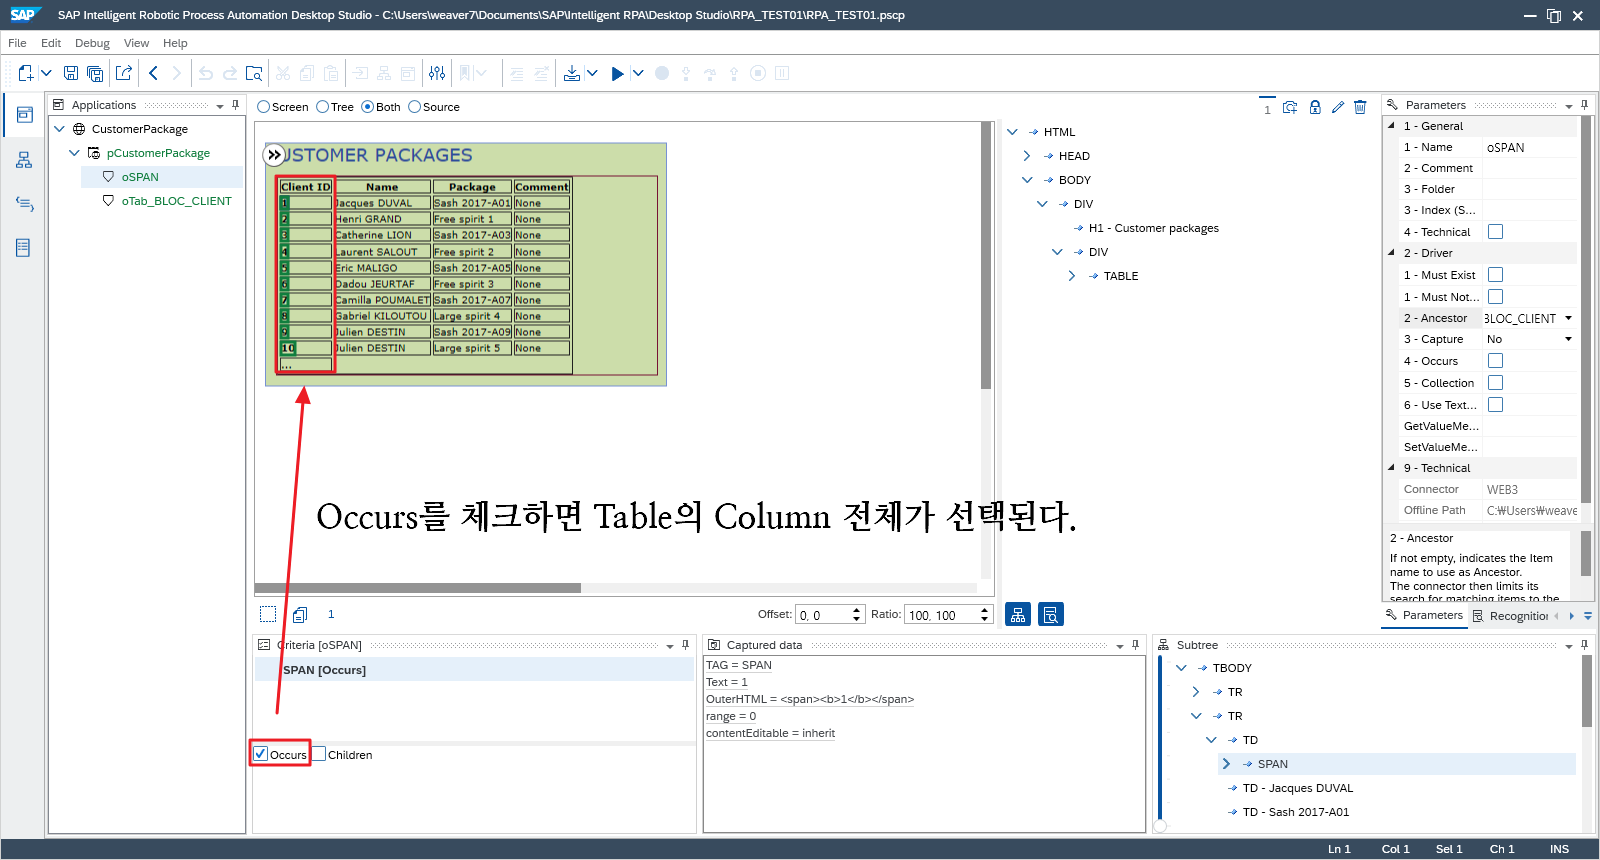 SAP SAP Intelligent Robotic Process Automation Desktop Studio - C:\Users\weaver7\Documents\SAP\Intelligent RPA\Desktop Studio\RPA_TEST01\RPA_TEST01.pscp
File Edit Debug View Help
Applications
CustomerPackage
pCustomerPackage
oSPAN
oTab_BLOC_CLIENT
Screen Tree Both Source
1
USTOMER PACKAGES
Client ID Name Package Comment
1 Jacques DUVAL Sash 2017-A01 None
2 Henri GRAND Free spirit 1 None
3 Catherine LION Sash 2017-A03 None
4 Laurent SALOUT Free spirit 2 None
5 Eric MALIGO Sash 2017-A05 None
6 Dadou JEURTAF Free spirit 3 None
7 Camilla POUMALET Sash 2017-A07 None
8 Gabriel KILOUTOU Large spirit 4 None
9 Julien DESTIN Sash 2017-A09 None
10 Julien DESTIN Large spirit 5 None
...
Occurs를 체크하면 Table의 Column 전체가 선택된다.
1 Offset: 0, 0 Ratio: 100, 100
HTML
HEAD
BODY
DIV
H1 - Customer packages
DIV
TABLE
Parameters
1 - General
1 - Name oSPAN
2 - Comment
3 - Folder
3 - Index (S...
4 - Technical
2 - Driver
1 - Must Exist
1 - Must Not...
2 - Ancestor BLOC_CLIENT
3 - Capture No
4 - Occurs
5 - Collection
6 - Use Text...
GetValueMe...
SetValueMe...
9 - Technical
Connector WEB3
Offline Path C:₩Users₩weave
2 - Ancestor
If not empty, indicates the Item
name to use as Ancestor.
The connector then limits its
search for matching items to the
Parameters Recognition
Criteria [oSPAN]
SPAN [Occurs]
Occurs Children
Captured data
TAG = SPAN
Text = 1
OuterHTML = <span><b>1</b></span>
range = 0
contentEditable = inherit
Subtree
TBODY
TR
TR
TD
SPAN
TD - Jacques DUVAL
TD - Sash 2017-A01
Ln 1 Col 1 Sel 1 Ch 1 INS